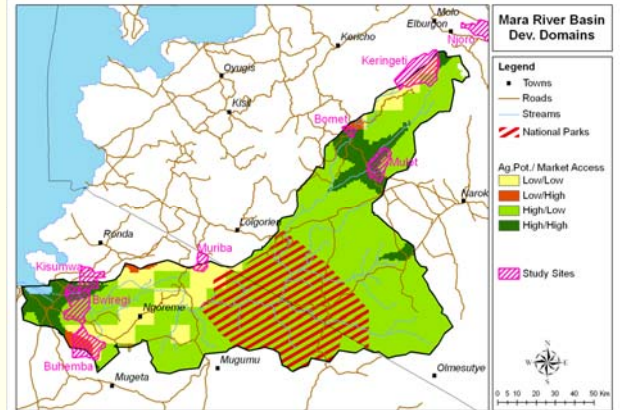 Mara River Basin
Dev. Domains
Legend
Towns
Roads
Streams
National Parks
Ag.Pot./ Market Access
Low/Low
Low/High
High/Low
High/High
Study Sites
N
W
E
S
0 5 10 20 30 40 50 Km
Molo
Elburgon
Njoro
Kericho
Keringeti
Oyugis
Kisii
Bomet
Mulot
Narok
Lolgorien
Ronda
Muriba
Kisumwa
Bwiregi
Ngoreme
Buhemba
Mugumu
Mugeta
Olmesutye